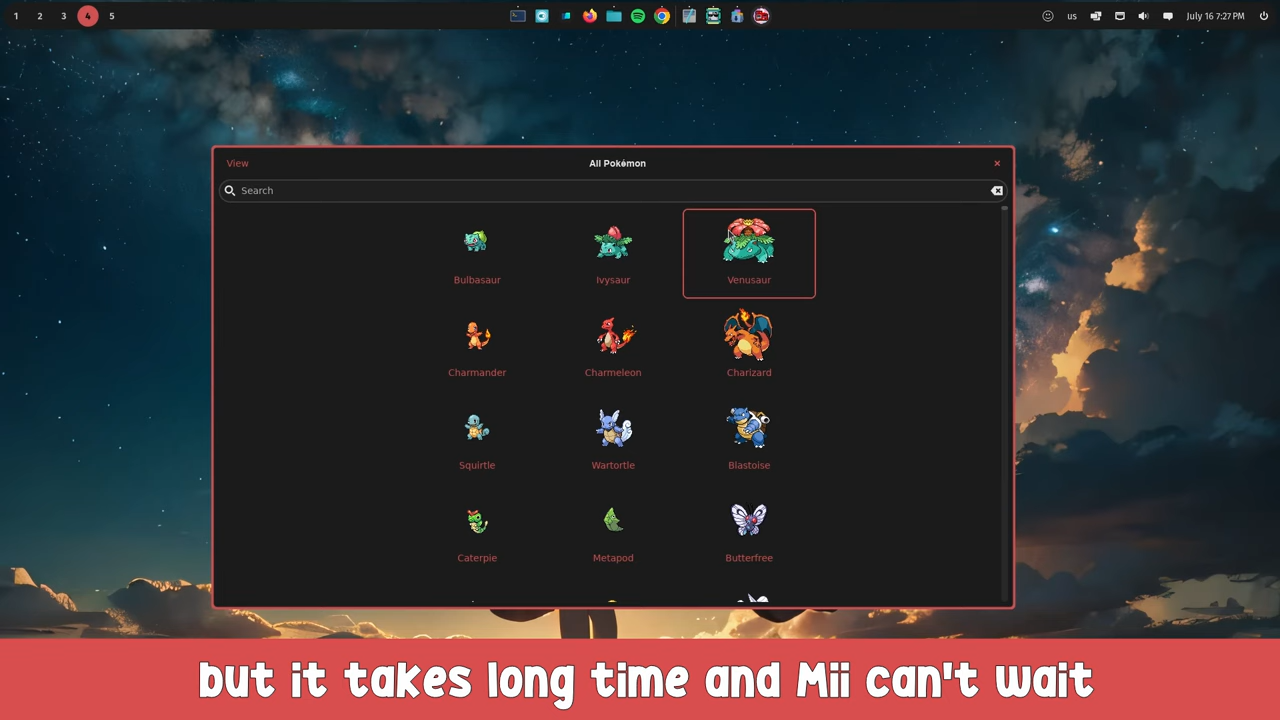 1 2 3 4 5
us
July 16 7:27 PM
View
All Pokémon
Search
Bulbasaur
Ivysaur
Venusaur
Charmander
Charmeleon
Charizard
Squirtle
Wartortle
Blastoise
Caterpie
Metapod
Butterfree
but it takes long time and Mii can't wait